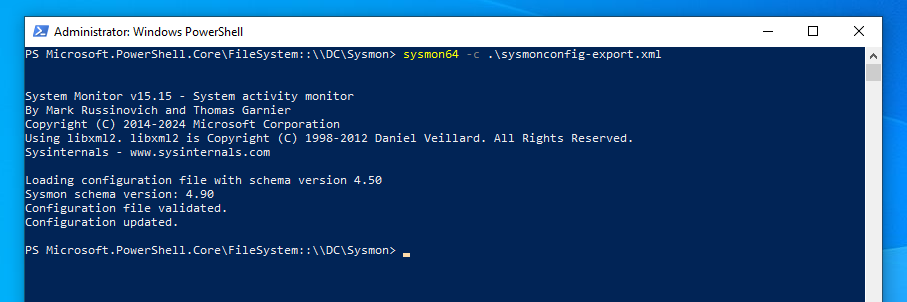 Administrator: Windows PowerShell
PS Microsoft.PowerShell.Core\FileSystem::\\DC\Sysmon> sysmon64 -c .\sysmonconfig-export.xml
System Monitor v15.15 - System activity monitor
By Mark Russinovich and Thomas Garnier
Copyright (C) 2014-2024 Microsoft Corporation
Using libxml2. libxml2 is Copyright (C) 1998-2012 Daniel Veillard. All Rights Reserved.
Sysinternals - www.sysinternals.com
Loading configuration file with schema version 4.50
Sysmon schema version: 4.90
Configuration file validated.
Configuration updated.
PS Microsoft.PowerShell.Core\FileSystem::\\DC\Sysmon>